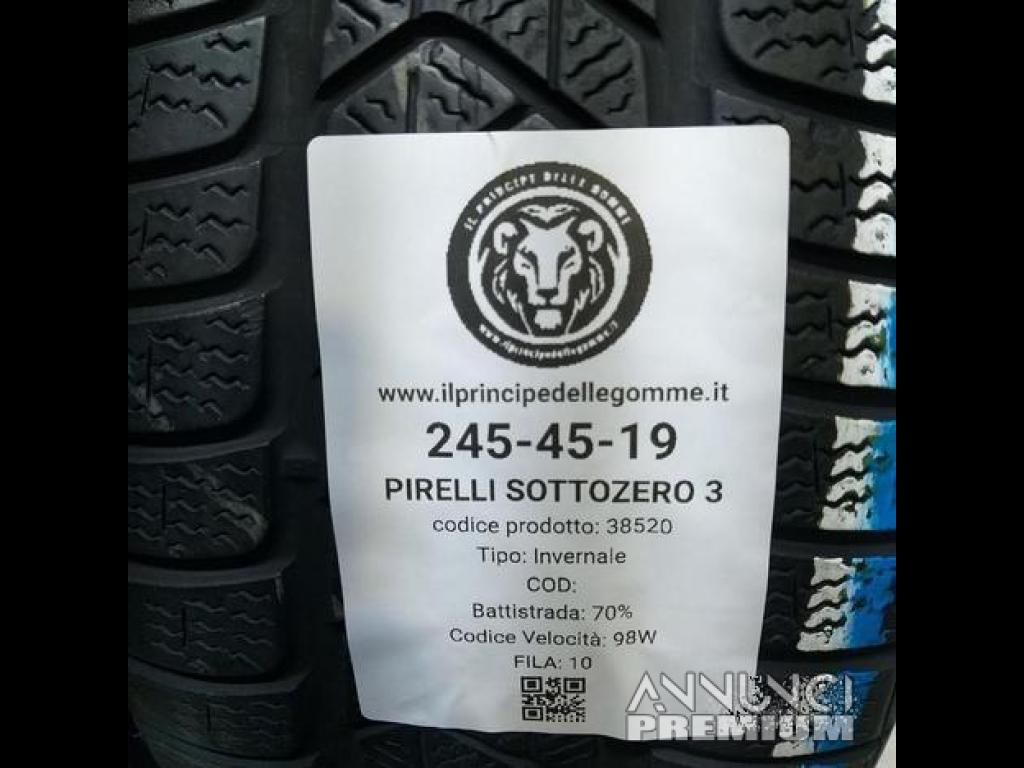 IL PRINCIPE DELLE GOMME
www.ilprincipedellegomme.it
www.ilprincipedellegomme.it
245-45-19
PIRELLI SOTTOZERO 3
codice prodotto: 38520
Tipo: Invernale
COD:
Battistrada: 70%
Codice Velocità: 98W
FILA: 10
ANNUNCI
PREMIUM